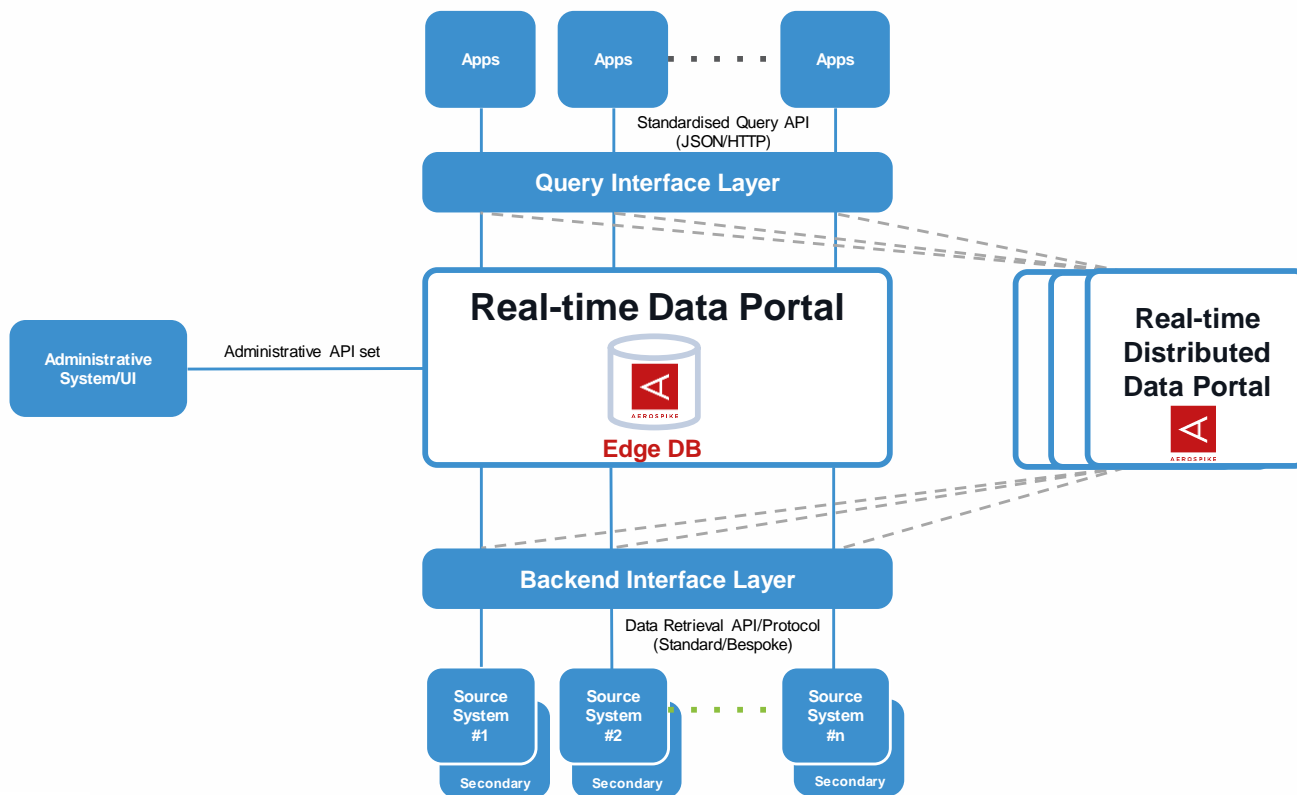 Apps
Apps
Apps
Standardised Query API
(JSON/HTTP)
Query Interface Layer
Real-time Data Portal
AEROSPIKE
Edge DB
Administrative
System/UI
Administrative API set
Real-time
Distributed
Data Portal
AEROSPIKE
Backend Interface Layer
Data Retrieval API/Protocol
(Standard/Bespoke)
Source
System
#1
Secondary
Source
System
#2
Secondary
Source
System
#n
Secondary